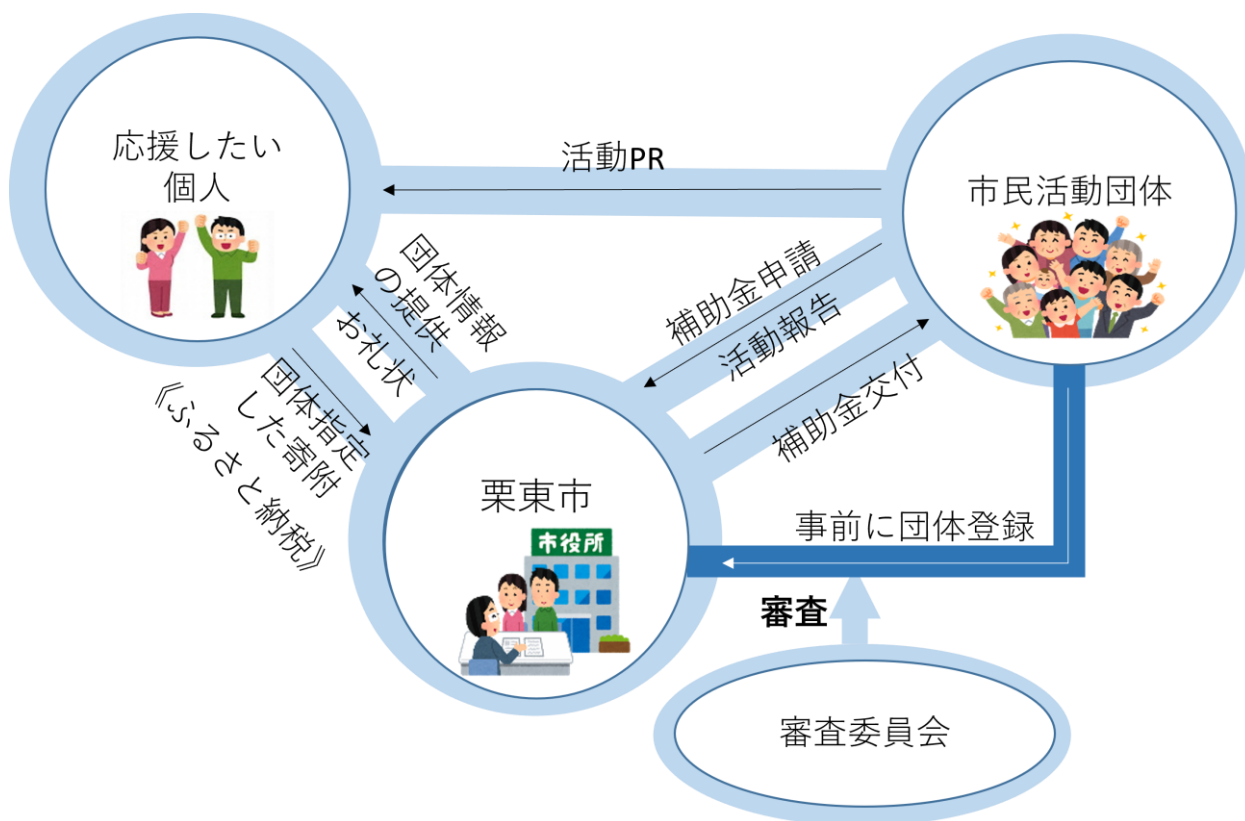 応援したい
個人
活動PR
市民活動団体
団体情報
の提供
お礼状
団体指定
した寄附
《ふるさと納税》
補助金申請
活動報告
補助金交付
栗東市
市役所
事前に団体登録
審査
審査委員会